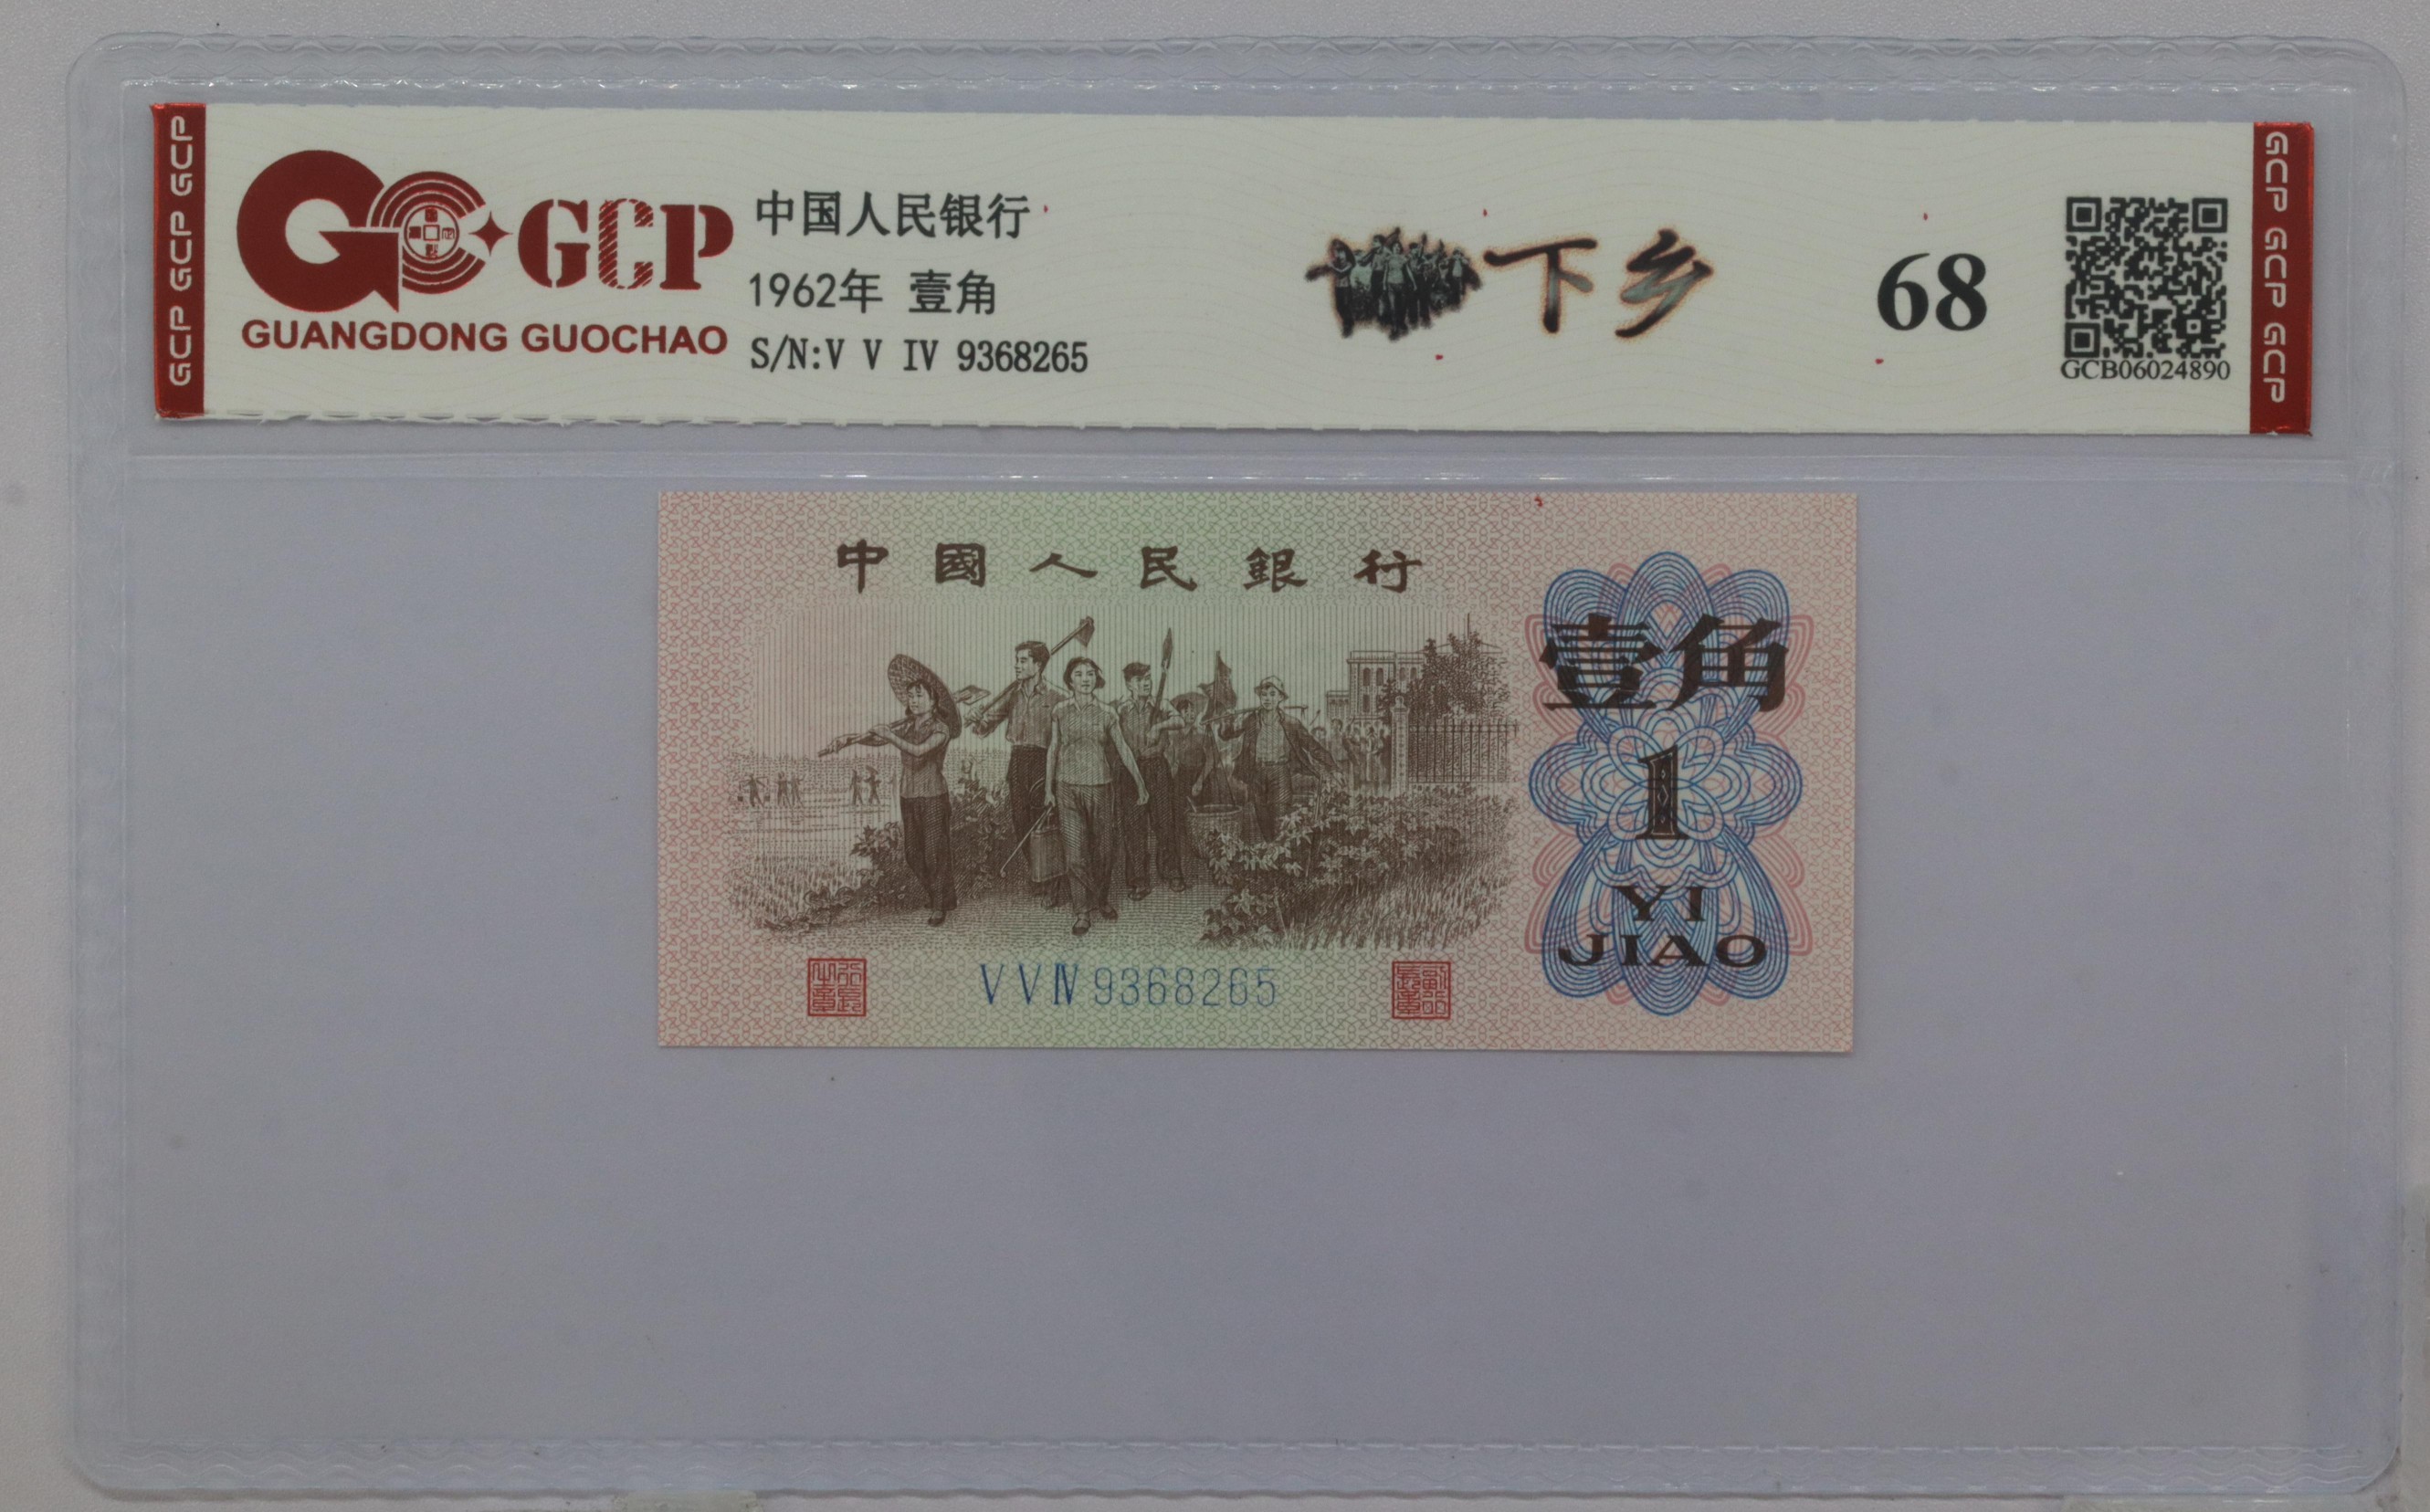 GCP GCP GCP
GCP
GUANGDONG GUOCHAO
中国人民银行
1962年 壹角
S/N:V V IV 9368265
下乡
68
GCB06024890
GCP GCP GCP
中國人民銀行
壹角
1
YI
JIAO
V V IV 9368265